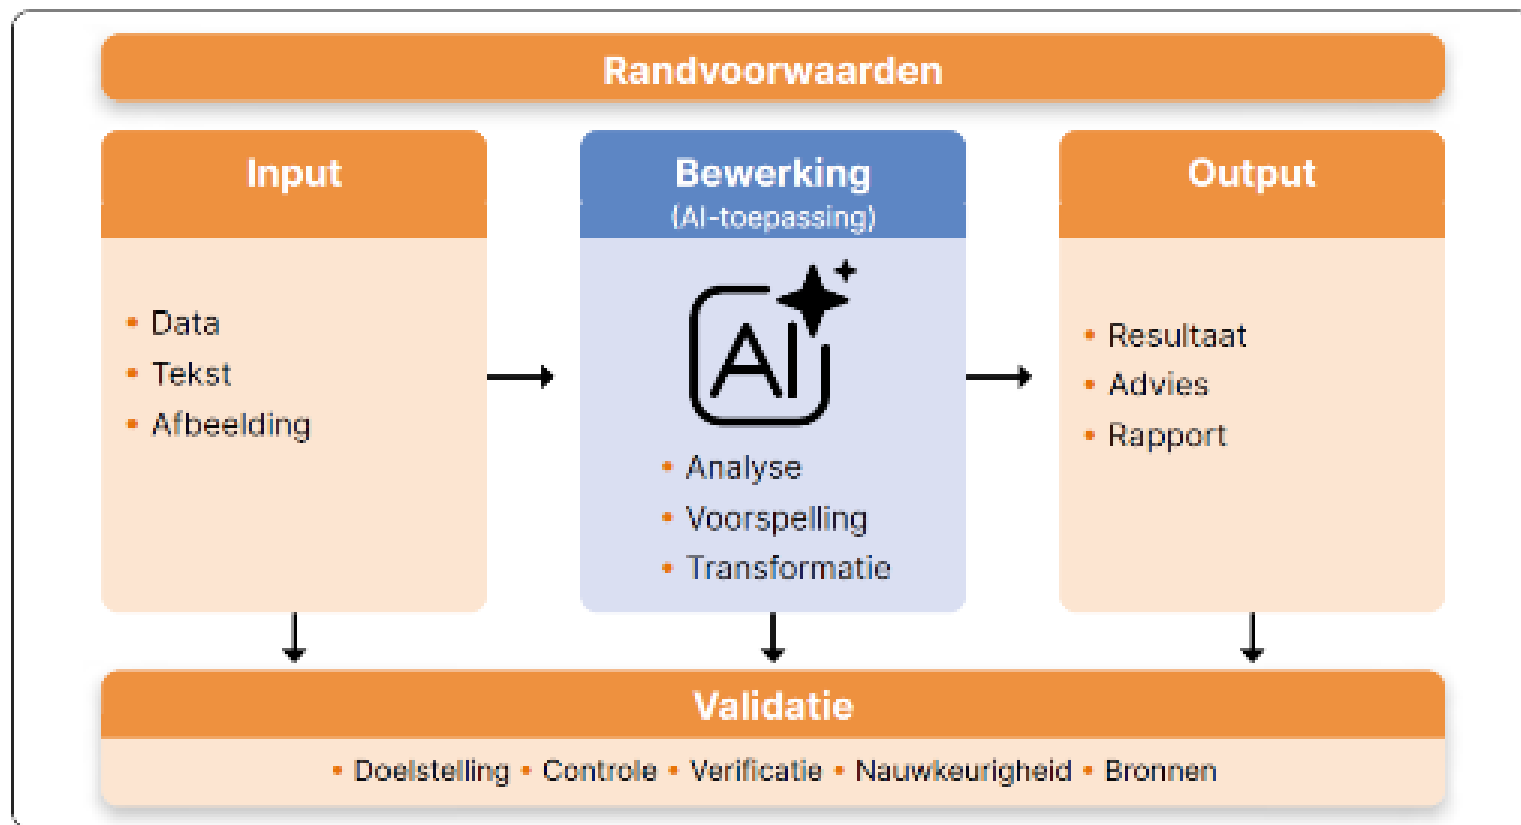 Randvoorwaarden
Input
• Data
• Tekst
• Afbeelding
Bewerking
(AI-toepassing)
AI
• Analyse
• Voorspelling
• Transformatie
Output
• Resultaat
• Advies
• Rapport
Validatie
• Doelstelling • Controle • Verificatie • Nauwkeurigheid • Bronnen